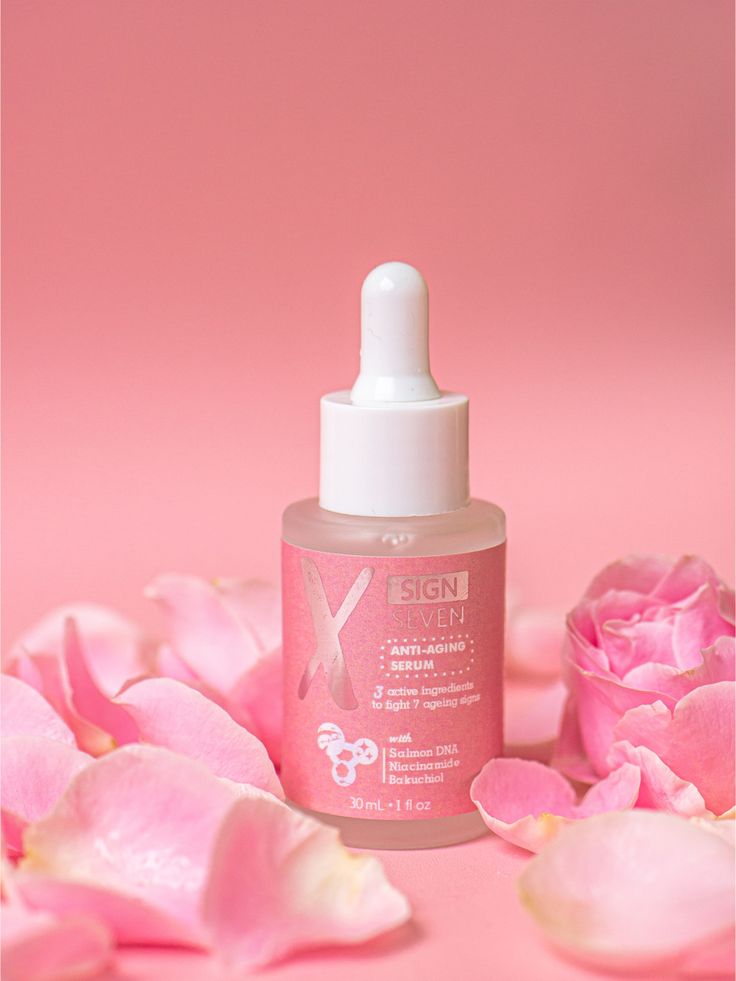 X
SIGN
SEVEN
ANTI-AGING
SERUM
3 active ingredients
to fight 7 ageing signs
with
Salmon DNA
Niacinamide
Bakuchiol
30 mL • 1 fl oz